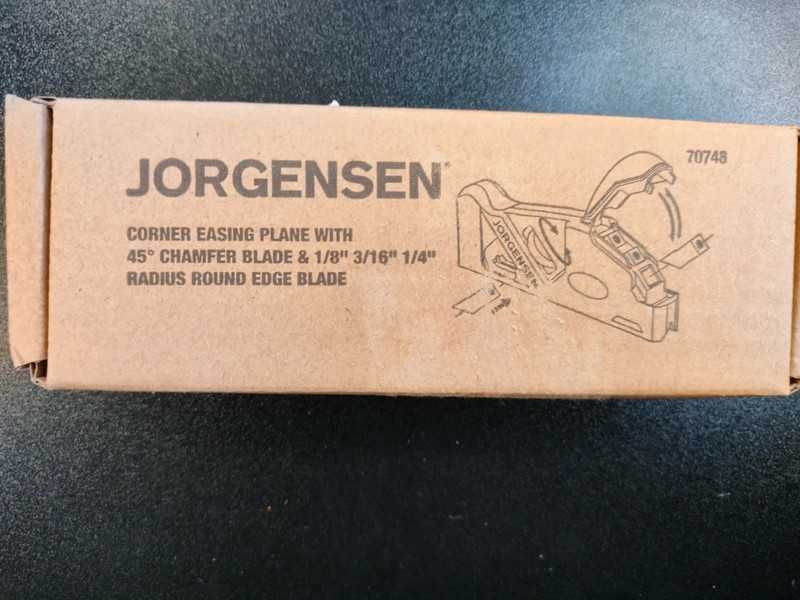 JORGENSEN®
70748
CORNER EASING PLANE WITH
45° CHAMFER BLADE & 1/8" 3/16" 1/4"
RADIUS ROUND EDGE BLADE
JORGENSEN